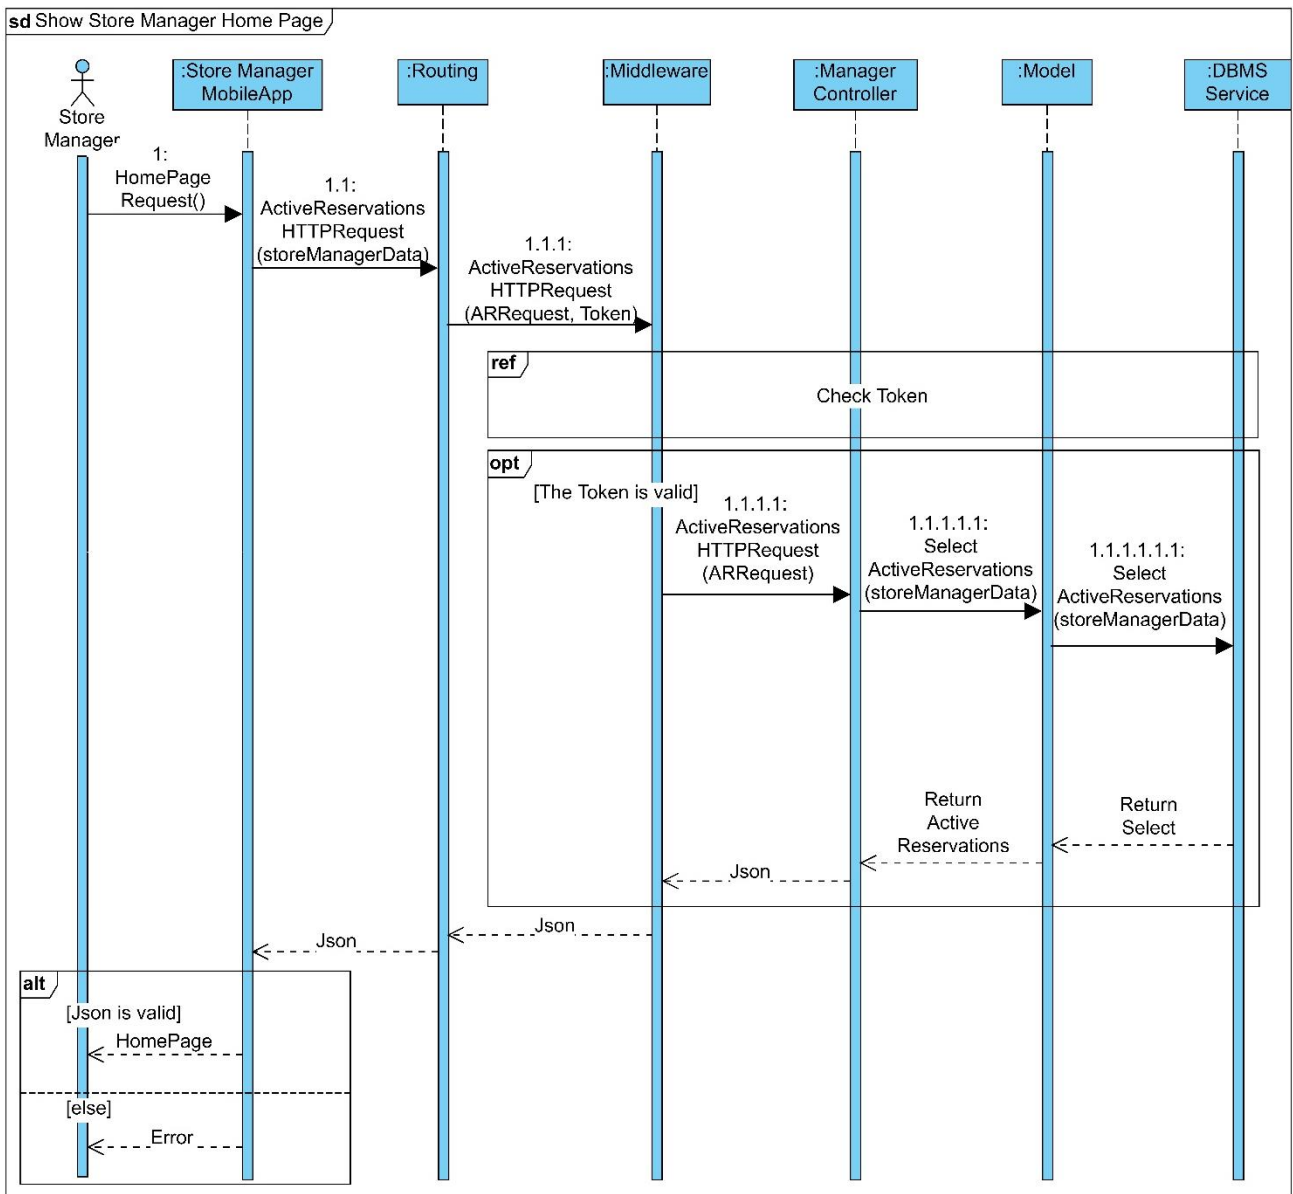 sd Show Store Manager Home Page
Store
Manager
:Store Manager
MobileApp
:Routing
:Middleware
:Manager
Controller
:Model
:DBMS
Service
1:
HomePage
Request()
1.1:
ActiveReservations
HTTPRequest
(storeManagerData)
1.1.1:
ActiveReservations
HTTPRequest
(ARRequest, Token)
ref
Check Token
opt
[The Token is valid]
1.1.1.1:
ActiveReservations
HTTPRequest
(ARRequest)
1.1.1.1.1:
Select
ActiveReservations
(storeManagerData)
1.1.1.1.1.1:
Select
ActiveReservations
(storeManagerData)
Return
Select
Return
Active
Reservations
Json
Json
Json
alt
[Json is valid]
HomePage
[else]
Error